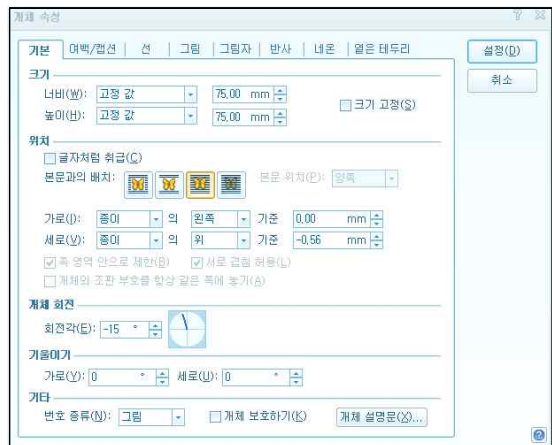 개체 속성
기본 여백/캡션 선 그림 그림자 반사 네온 옅은 테두리
설정(D)
취소
크기
너비(W): 고정 값 75.00 mm
높이(H): 고정 값 75.00 mm
크기 고정(S)
위치
글자처럼 취급(C)
본문과의 배치: 본문 위치(P): 양쪽
가로(J): 종이 의 왼쪽 기준 0.00 mm
세로(V): 종이 의 위 기준 -0.56 mm
쪽 영역 안으로 제한(B) 서로 겹침 허용(L)
개체와 조판 부호를 항상 같은 쪽에 놓기(A)
개체 회전
회전각(E): -15 °
기울이기
가로(Y): 0 ° 세로(U): 0 °
기타
번호 종류(N): 그림 개체 보호하기(K) 개체 설명문(X)...